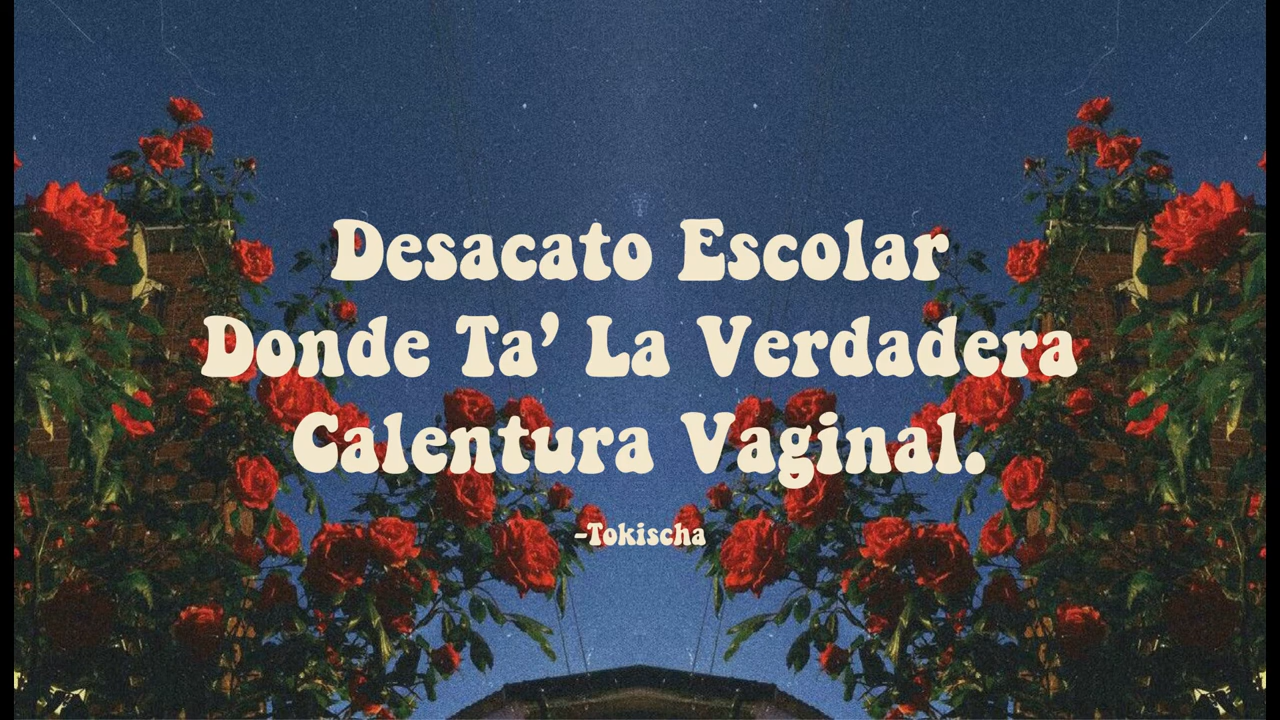 Desacato Escolar
Donde Ta’ La Verdadera
Calentura Vaginal.
-Tokischa